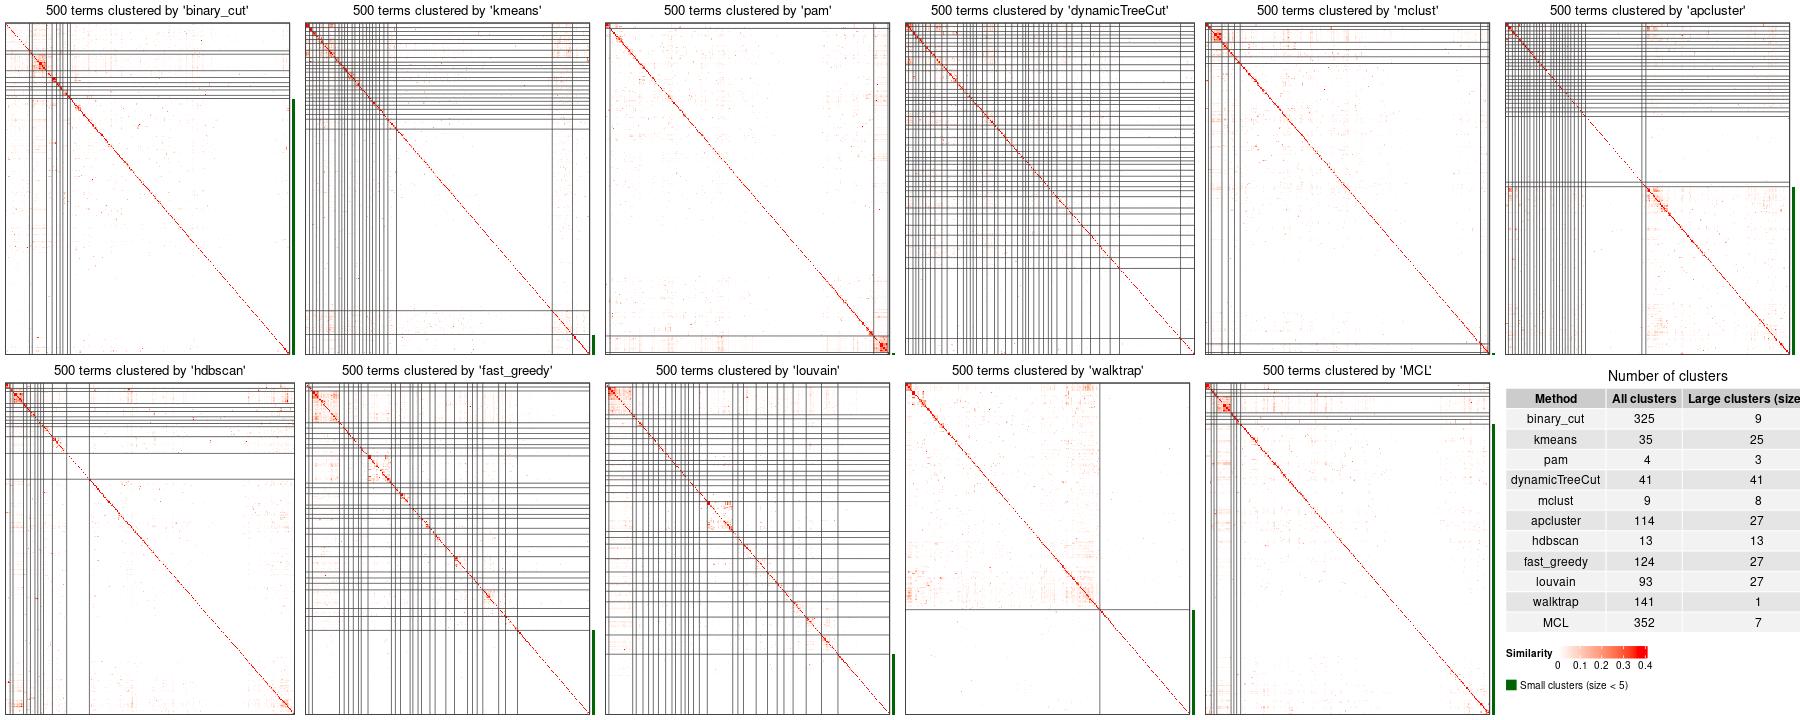 500 terms clustered by 'binary_cut'
500 terms clustered by 'kmeans'
500 terms clustered by 'pam'
500 terms clustered by 'dynamicTreeCut'
500 terms clustered by 'mclust'
500 terms clustered by 'apcluster'
500 terms clustered by 'hdbscan'
500 terms clustered by 'fast_greedy'
500 terms clustered by 'louvain'
500 terms clustered by 'walktrap'
500 terms clustered by 'MCL'
Number of clusters
Method All clusters Large clusters (size
binary_cut 325 9
kmeans 35 25
pam 4 3
dynamicTreeCut 41 41
mclust 9 8
apcluster 114 27
hdbscan 13 13
fast_greedy 124 27
louvain 93 27
walktrap 141 1
MCL 352 7
Similarity
0 0.1 0.2 0.3 0.4
Small clusters (size < 5)